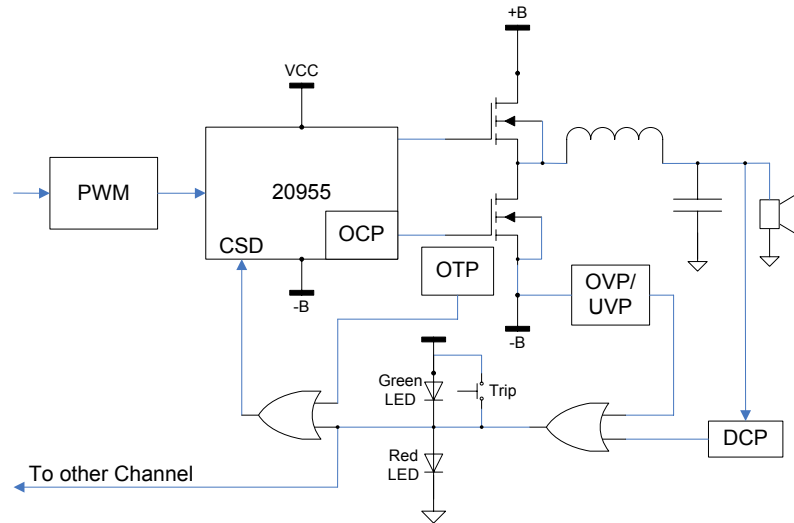 +B
VCC
PWM
20955
OCP
CSD
OTP
OVP/
UVP
-B
-B
Green
LED
Trip
DCP
Red
LED
To other Channel